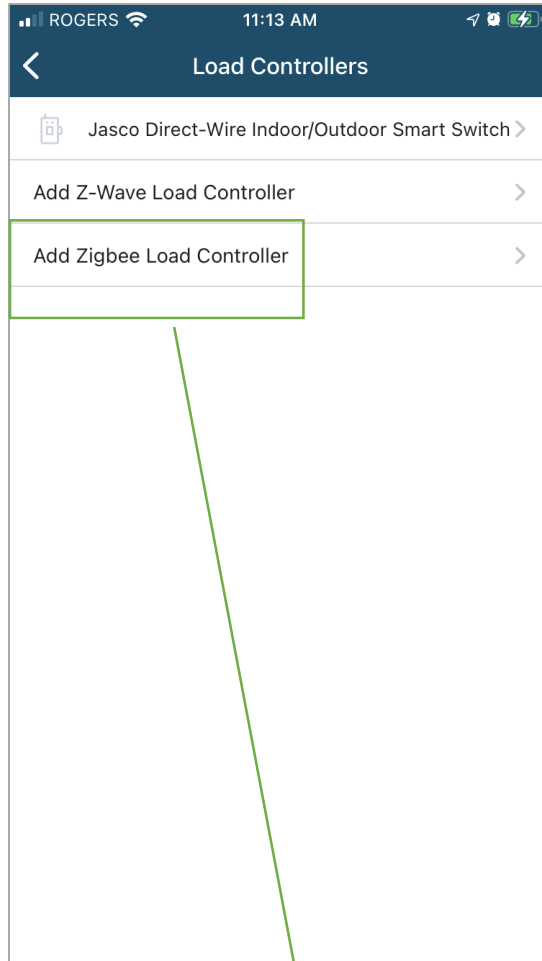 ROGERS 11:13 AM
Load Controllers
Jasco Direct-Wire Indoor/Outdoor Smart Switch
Add Z-Wave Load Controller
Add Zigbee Load Controller